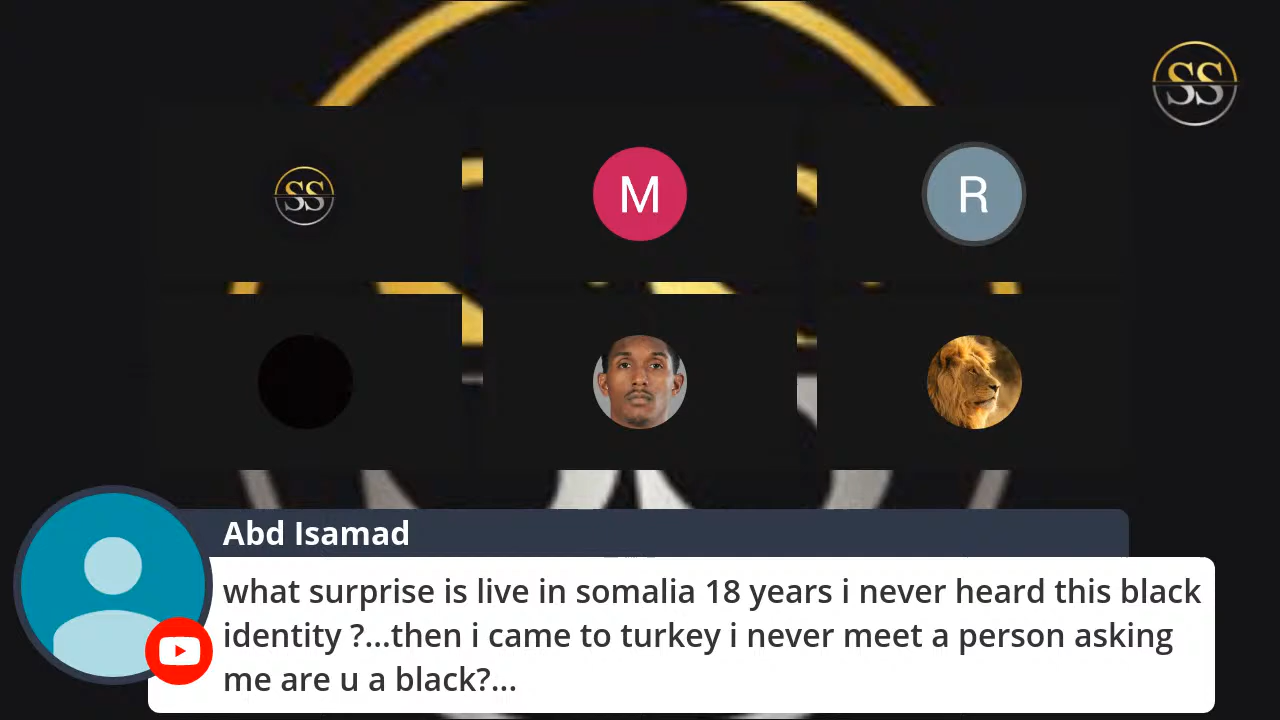 SS
SS
M
R
Abd Isamad
what surprise is live in somalia 18 years i never heard this black
identity ?...then i came to turkey i never meet a person asking
me are u a black?...